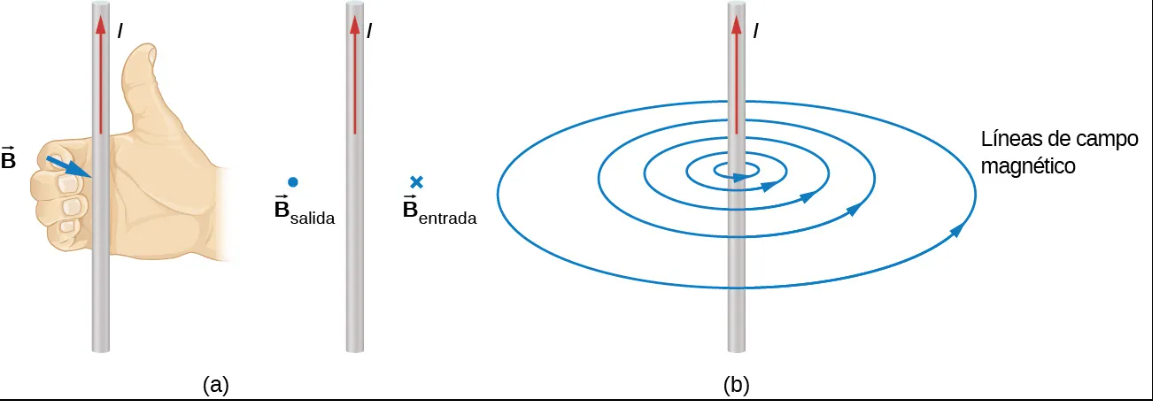 I
I
I
B⃗
B⃗salida
B⃗entrada
Líneas de campo
magnético
(a)
(b)